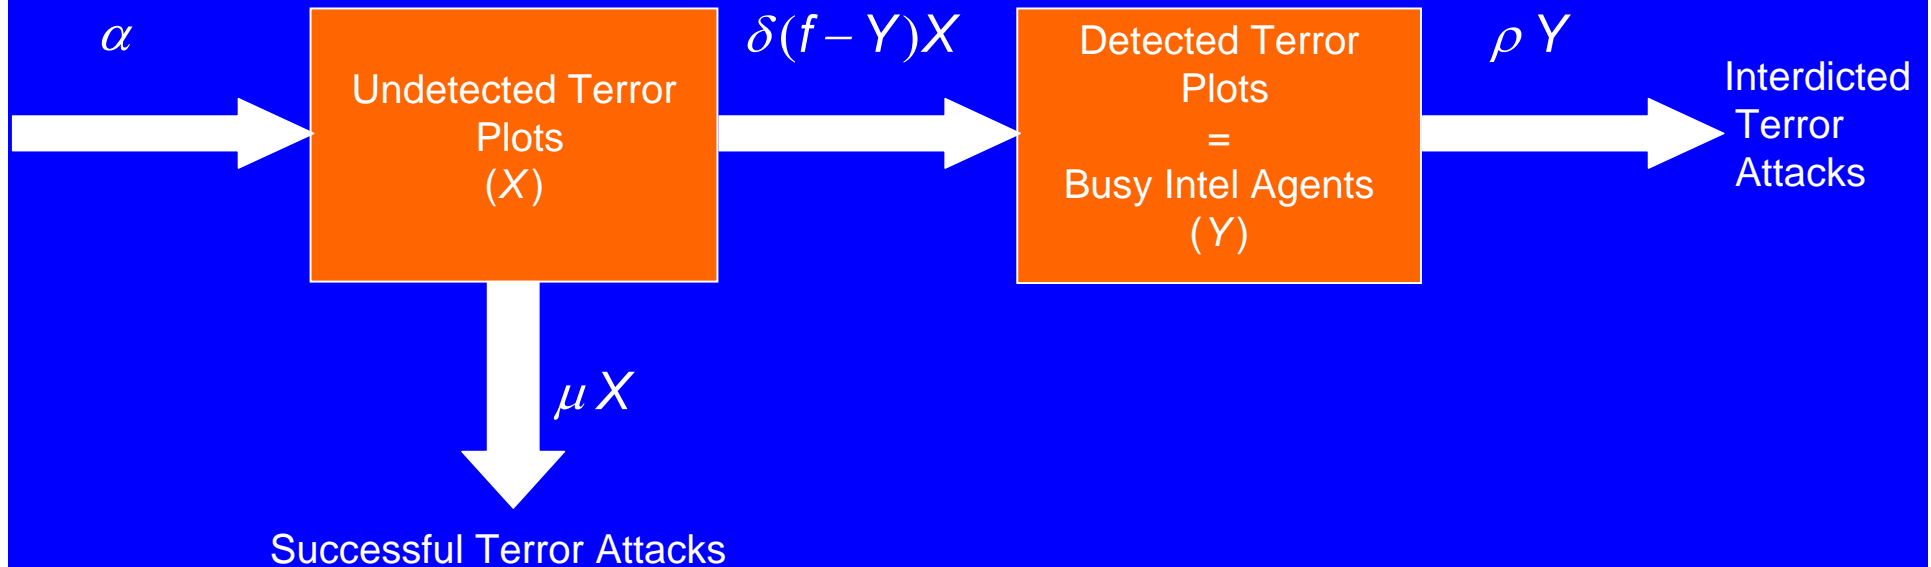 α
δ(f − Y)X
ρ Y
Undetected Terror
Plots
(X)
Detected Terror
Plots
=
Busy Intel Agents
(Y)
Interdicted
Terror
Attacks
μ X
Successful Terror Attacks